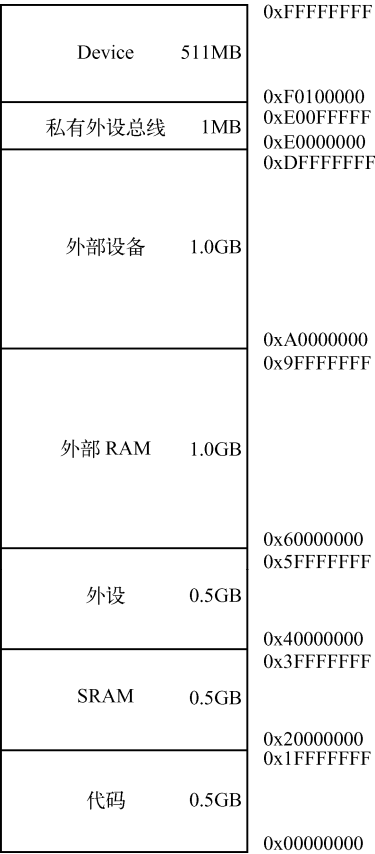 0xFFFFFFFF
Device 511MB
0xF0100000
0xE00FFFFF
私有外设总线 1MB
0xE0000000
0xDFFFFFFF
外部设备 1.0GB
0xA0000000
0x9FFFFFFF
外部 RAM 1.0GB
0x60000000
0x5FFFFFFF
外设 0.5GB
0x40000000
0x3FFFFFFF
SRAM 0.5GB
0x20000000
0x1FFFFFFF
代码 0.5GB
0x00000000